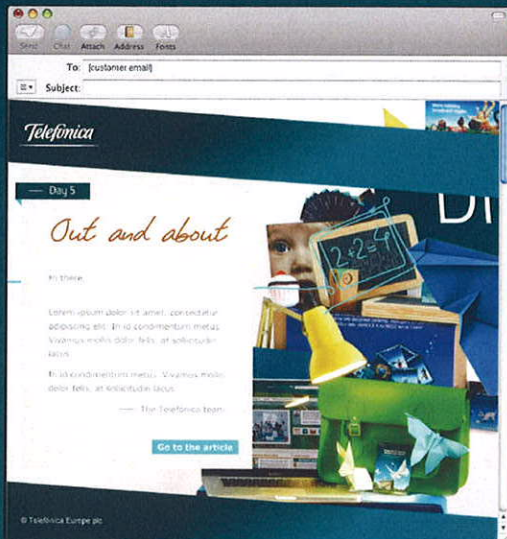 Send Chat Attach Address Fonts
To: [customer email]
Subject:
Telefónica
Day 5
DI
Out and about
Hi there,
2+2=4
Lorem ipsum dolor sit amet, consectetur
adipiscing elit. In id condimentum metus.
Vivamus mollis dolor felis, at sollicitudin
lacus.
In id condimentum metus. Vivamus mollis
dolor felis, at sollicitudin lacus.
The Telefónica team
Go to the article
© Telefónica Europe plc